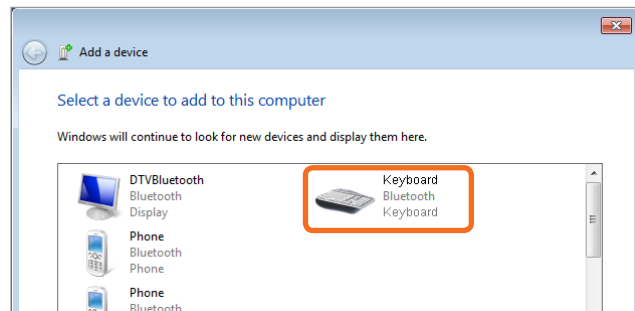 Add a device
Select a device to add to this computer
Windows will continue to look for new devices and display them here.
DTVBluetooth
Bluetooth
Display
Keyboard
Bluetooth
Keyboard
Phone
Bluetooth
Phone
Phone
Bluetooth